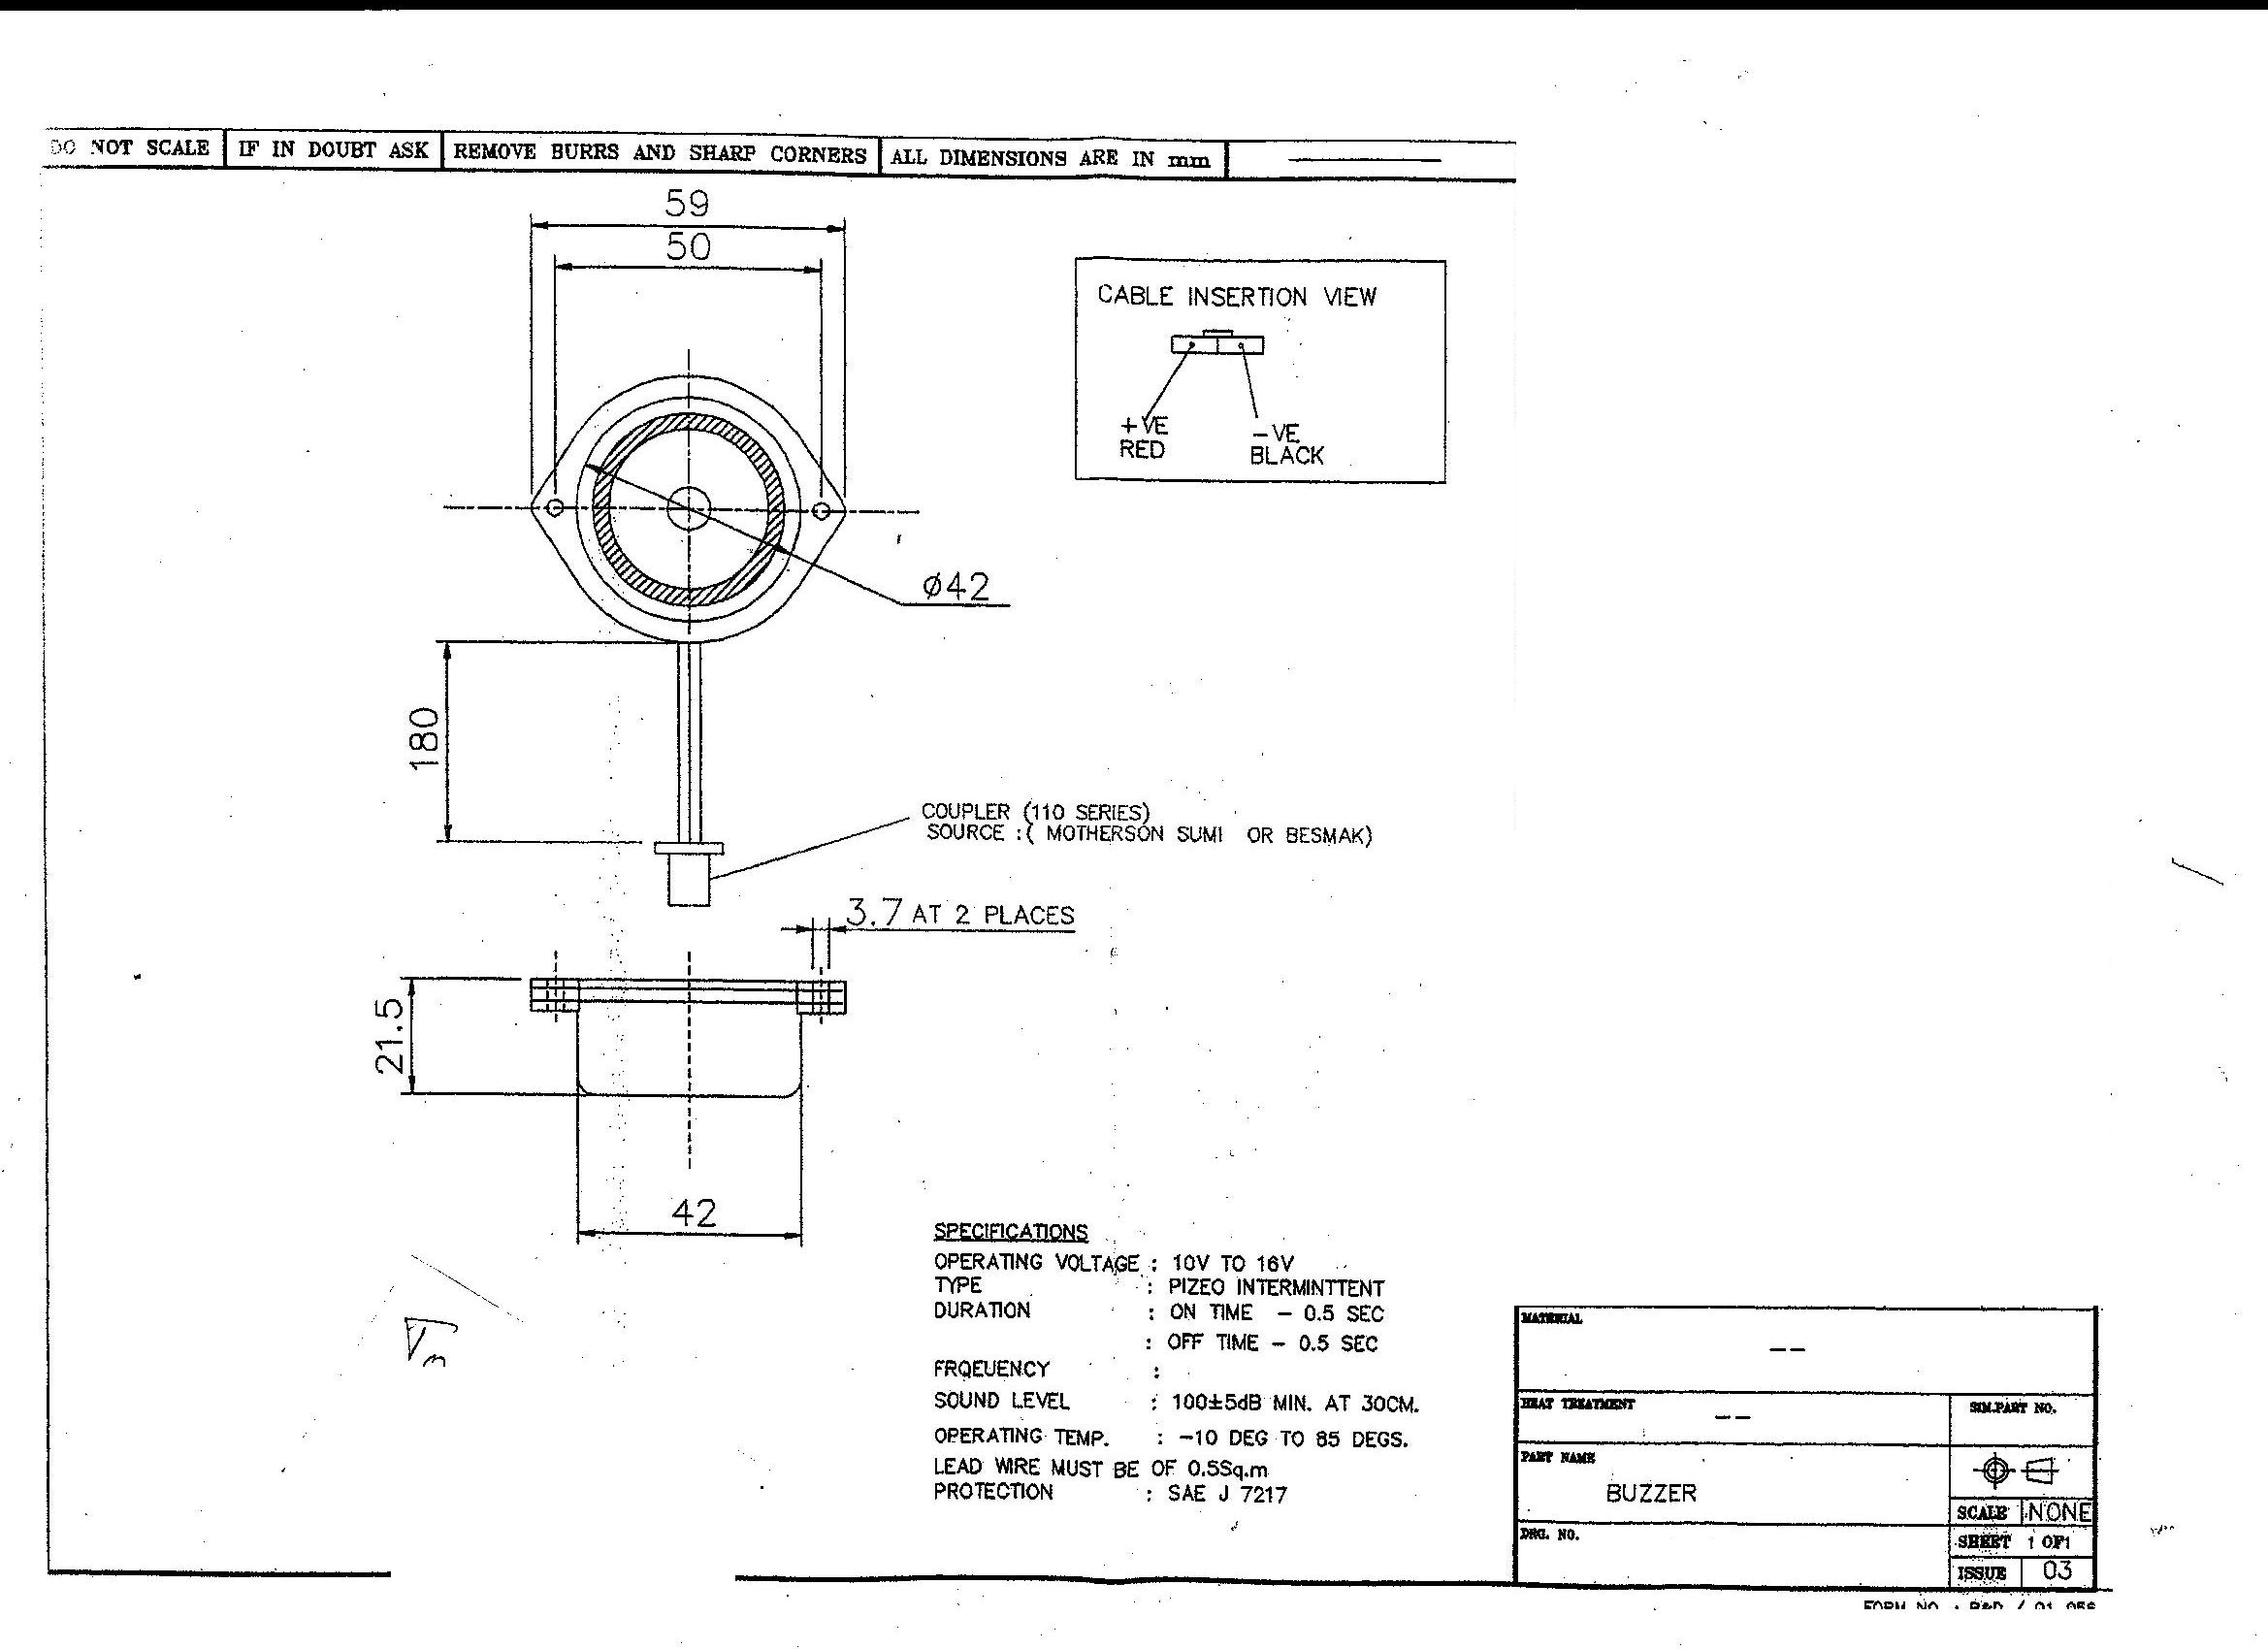 DO NOT SCALE
IF IN DOUBT ASK
REMOVE BURRS AND SHARP CORNERS
ALL DIMENSIONS ARE IN mm
59
50
CABLE INSERTION VIEW
+VE
RED
-VE
BLACK
ø42
180
COUPLER (110 SERIES)
SOURCE :( MOTHERSON SUMI OR BESMAK)
3.7 AT 2 PLACES
21.5
42
SPECIFICATIONS
OPERATING VOLTAGE : 10V TO 16V
TYPE : PIZEO INTERMINTTENT
DURATION : ON TIME - 0.5 SEC
: OFF TIME - 0.5 SEC
FRQEUENCY :
SOUND LEVEL : 100±5dB MIN. AT 30CM.
OPERATING TEMP. : -10 DEG TO 85 DEGS.
LEAD WIRE MUST BE OF 0.5Sq.m
PROTECTION : SAE J 7217
MATERIAL
--
HEAT TREATMENT
--
SIM.PART NO.
PART NAME
BUZZER
SCALE NONE
DRG. NO.
SHEET 1 OF1
ISSUE 03
FORM NO : R&D / 01 056